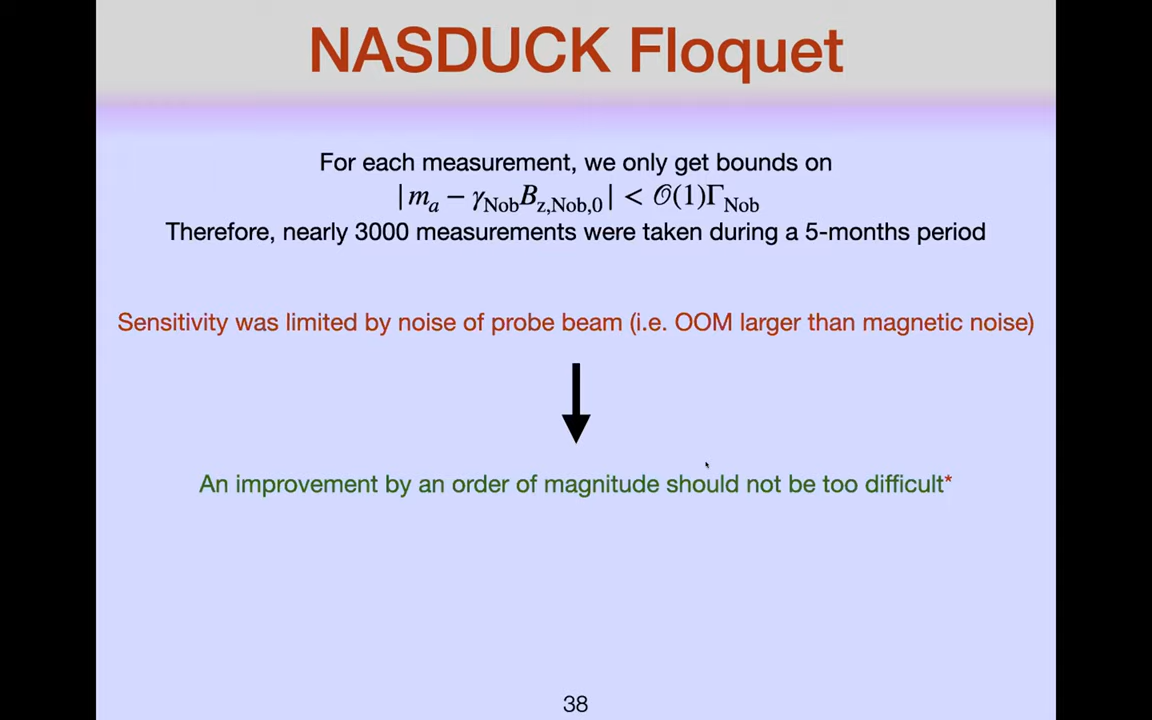 NASDUCK Floquet
For each measurement, we only get bounds on
|mₐ − γ_Nob B_z,Nob,0| < 𝒪(1)Γ_Nob
Therefore, nearly 3000 measurements were taken during a 5-months period
Sensitivity was limited by noise of probe beam (i.e. OOM larger than magnetic noise)
An improvement by an order of magnitude should not be too difficult*
38